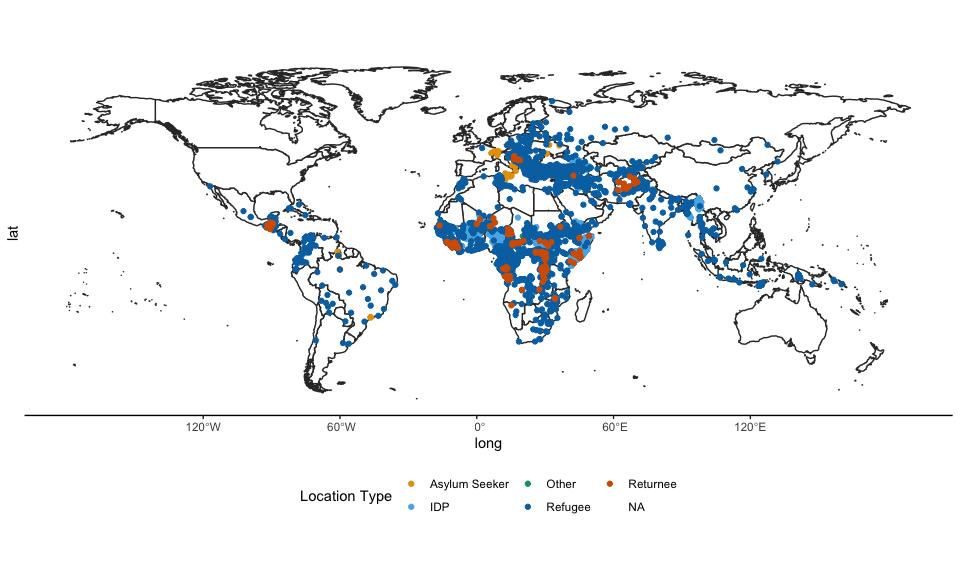 lat
120°W 60°W 0° 60°E 120°E
long
Location Type
Asylum Seeker Other Returnee
IDP Refugee NA